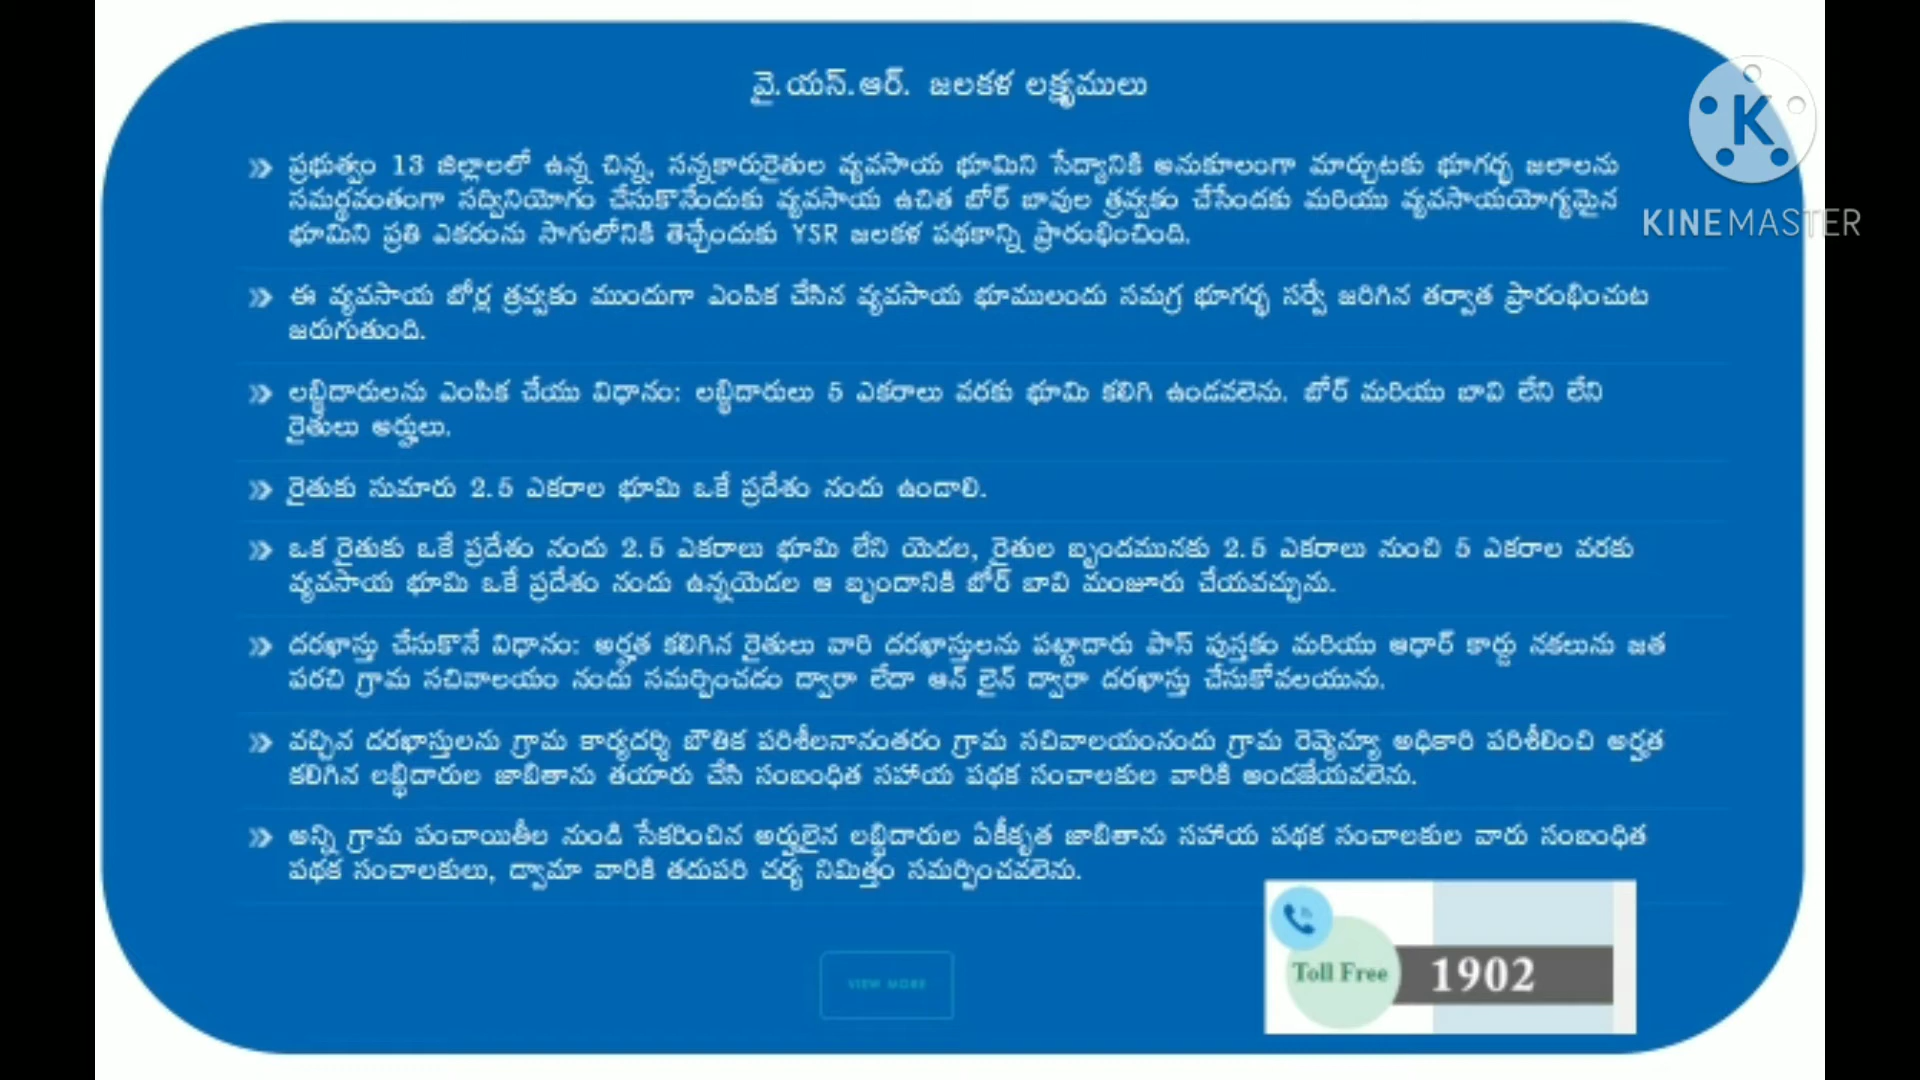 వై.యస్.ఆర్. జలకళ లక్ష్యములు
K
KINEMASTER
ప్రభుత్వం 13 జిల్లాలలో ఉన్న చిన్న, సన్నకారురైతుల వ్యవసాయ భూమిని సేద్యానికి అనుకూలంగా మార్చుటకు భూగర్భ జలాలను
సమర్థవంతంగా సద్వినియోగం చేసుకొనేందుకు వ్యవసాయ ఉచిత బోర్ బావుల త్రవ్వకం చేసేందకు మరియు వ్యవసాయయోగ్యమైన
భూమిని ప్రతి ఎకరంను సాగులోనికి తెచ్చేందుకు YSR జలకళ పథకాన్ని ప్రారంభించింది.
ఈ వ్యవసాయ బోర్ల త్రవ్వకం ముందుగా ఎంపిక చేసిన వ్యవసాయ భూములందు సమగ్ర భూగర్భ సర్వే జరిగిన తర్వాత ప్రారంభించుట
జరుగుతుంది.
లబ్ధిదారులను ఎంపిక చేయు విధానం: లబ్ధిదారులు 5 ఎకరాలు వరకు భూమి కలిగి ఉండవలెను. బోర్ మరియు బావి లేని లేని
రైతులు అర్హులు.
రైతుకు సుమారు 2.5 ఎకరాల భూమి ఒకే ప్రదేశం నందు ఉండాలి.
ఒక రైతుకు ఒకే ప్రదేశం నందు 2.5 ఎకరాలు భూమి లేని యెదల, రైతుల బృందమునకు 2.5 ఎకరాలు నుంచి 5 ఎకరాల వరకు
వ్యవసాయ భూమి ఒకే ప్రదేశం నందు ఉన్నయెదల ఆ బృందానికి బోర్ బావి మంజూరు చేయవచ్చును.
దరఖాస్తు చేసుకొనే విధానం: అర్హత కలిగిన రైతులు వారి దరఖాస్తులను పట్టాదారు పాస్ పుస్తకం మరియు ఆధార్ కార్డు నకలును జత
పరచి గ్రామ సచివాలయం నందు సమర్పించడం ద్వారా లేదా ఆన్ లైన్ ద్వారా దరఖాస్తు చేసుకోవలయును.
వచ్చిన దరఖాస్తులను గ్రామ కార్యదర్శి బౌతిక పరిశీలనానంతరం గ్రామ సచివాలయంనందు గ్రామ రెవ్యెన్యూ అధికారి పరిశీలించి అర్హత
కలిగిన లబ్ధిదారుల జాబితాను తయారు చేసి సంబంధిత సహాయ పథక సంచాలకుల వారికి అందజేయవలెను.
అన్ని గ్రామ పంచాయితీల నుండి సేకరించిన అర్హులైన లబ్ధిదారుల ఏకీకృత జాబితాను సహాయ పథక సంచాలకుల వారు సంబంధిత
పథక సంచాలకులు, ద్వామా వారికి తదుపరి చర్య నిమిత్తం సమర్పించవలెను.
VIEW MORE
Toll Free 1902